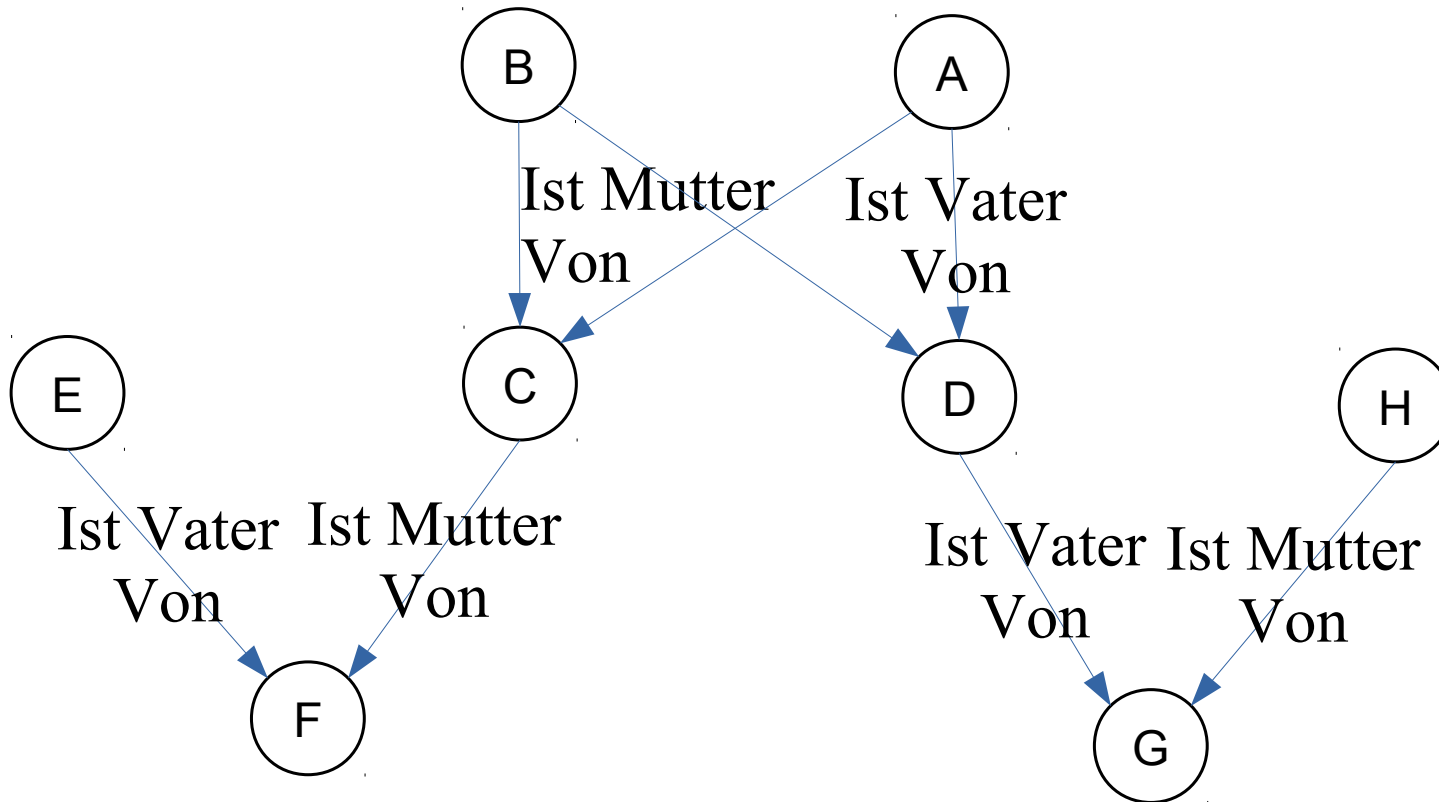 B
A
Ist Mutter
Von
Ist Vater
Von
E
C
D
H
Ist Vater
Von
Ist Mutter
Von
Ist Vater
Von
Ist Mutter
Von
F
G